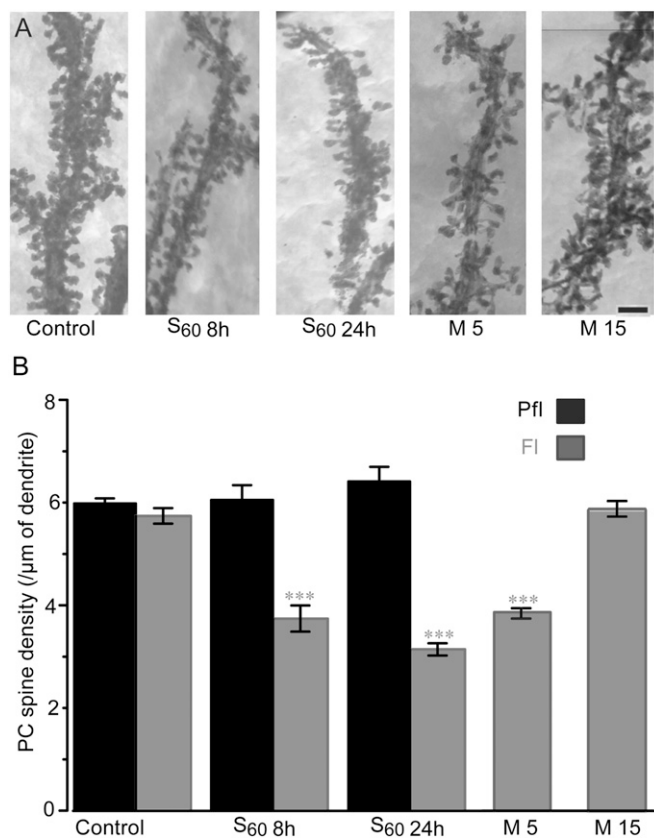 A
Control
S60 8h
S60 24h
M 5
M 15
B
PC spine density (/µm of dendrite)
8
6
4
2
0
Pfl
Fl
***
***
***
Control
S60 8h
S60 24h
M 5
M 15